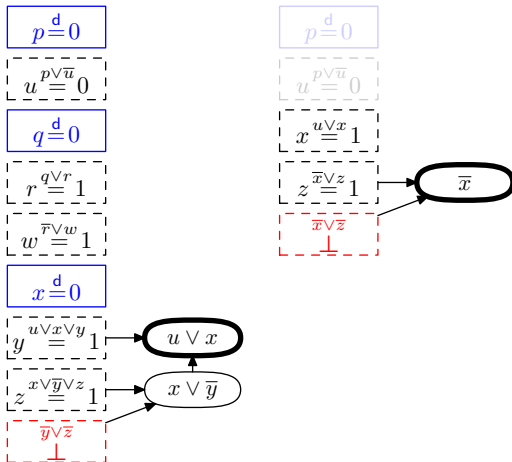 p =ᵈ 0
u =^{p∨u̅} 0
q =ᵈ 0
r =^{q∨r} 1
w =^{r̅∨w} 1
x =ᵈ 0
y =^{u∨x∨y} 1
u ∨ x
z =^{x∨y̅∨z} 1
x ∨ y̅
y̅∨z̅
⊥
p =ᵈ 0
u =^{p∨u̅} 0
x =^{u∨x} 1
z =^{x̅∨z} 1
x̅
x̅∨z̅
⊥